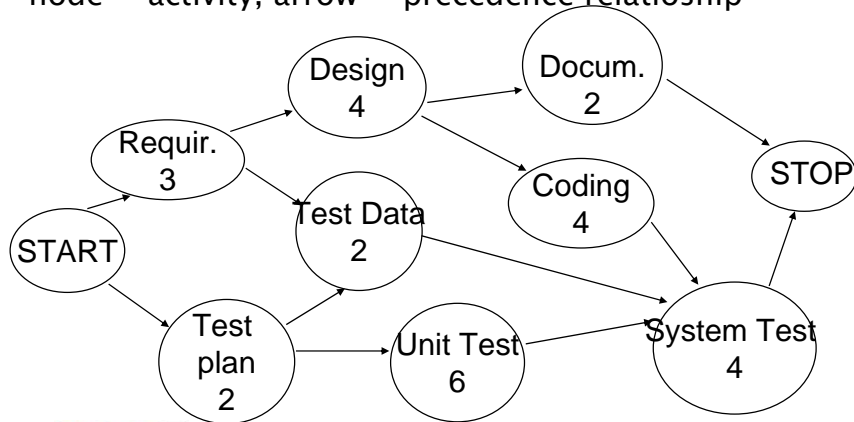 node activity, arrow precedence relatioship
Design
4
Docum.
2
Requir.
3
Coding
4
STOP
Test Data
2
START
Test
plan
2
Unit Test
6
System Test
4